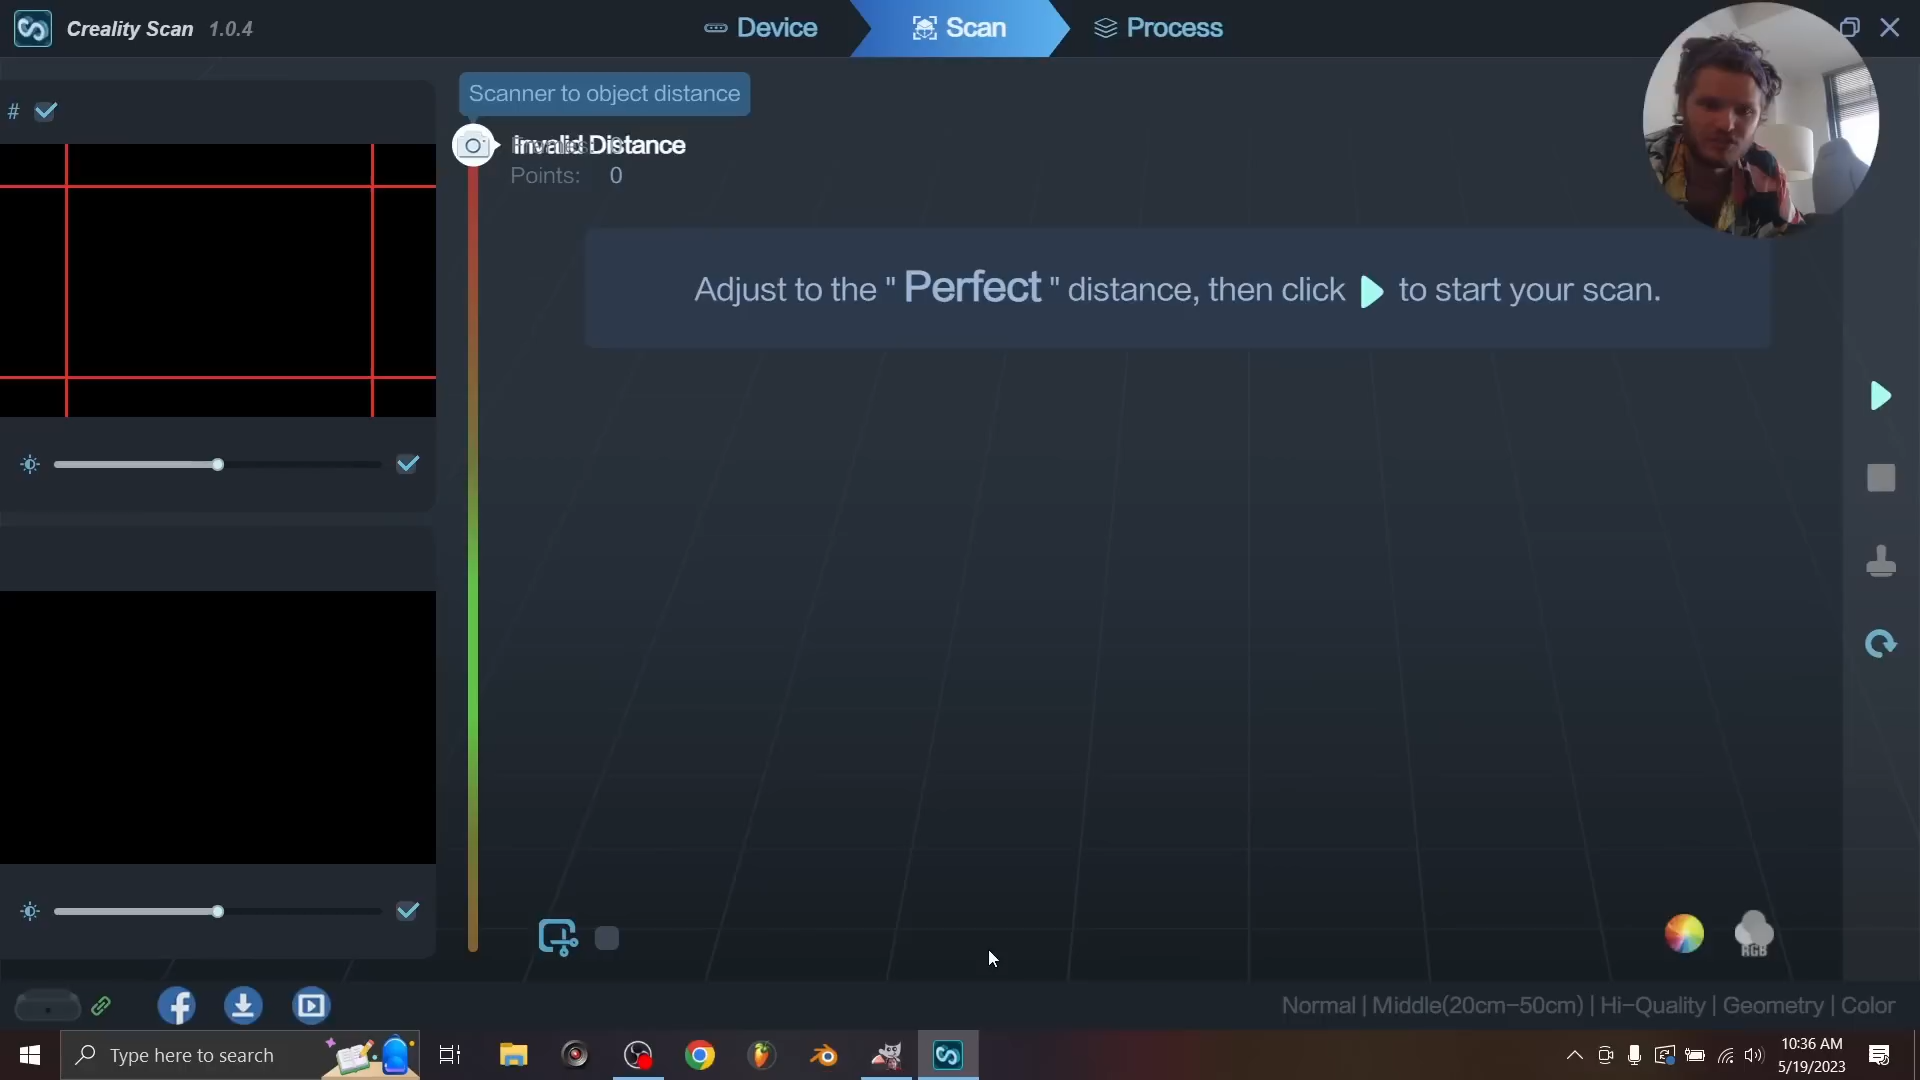 Creality Scan 1.0.4
Device
Scan
Process
#
Scanner to object distance
Invalid Distance
Points: 0
Adjust to the " Perfect " distance, then click to start your scan.
RGB
Normal | Middle(20cm-50cm) | Hi-Quality | Geometry | Color
Type here to search
10:36 AM
5/19/2023